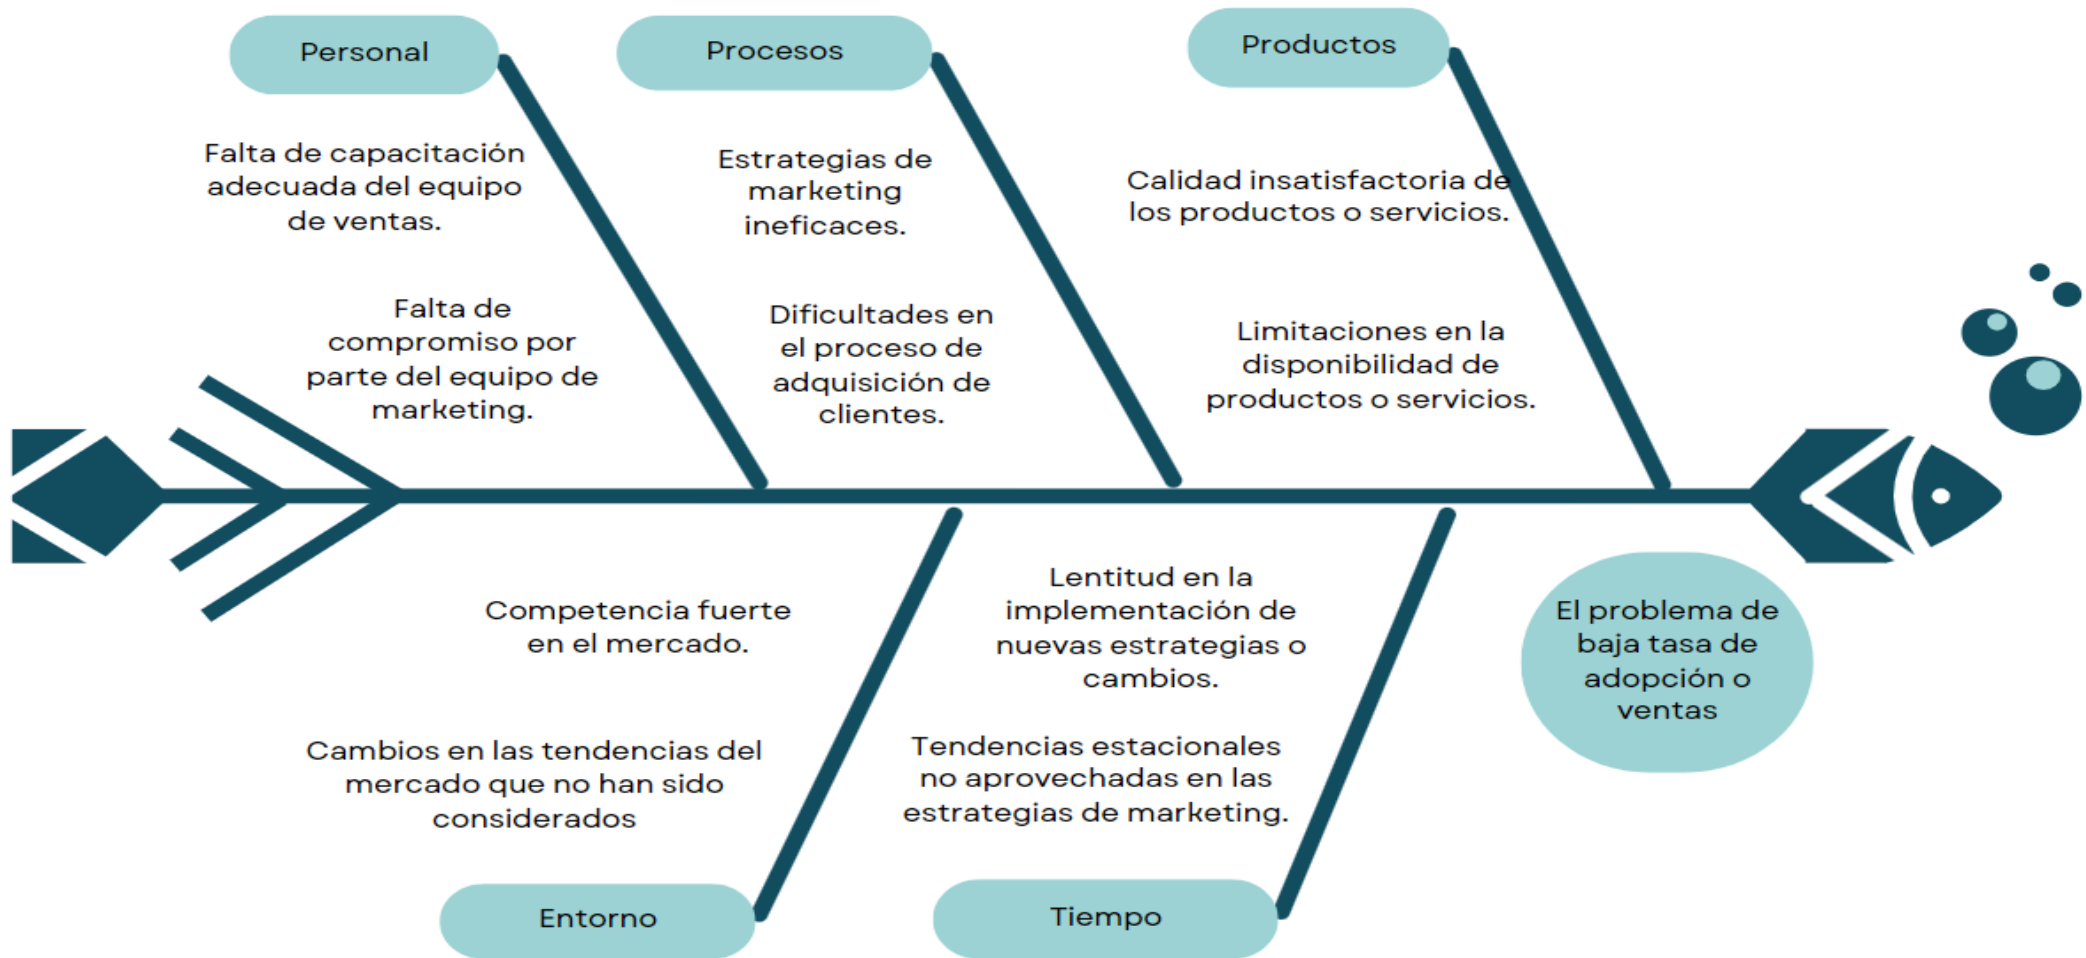 Personal
Procesos
Productos
Falta de capacitación
adecuada del equipo
de ventas.
Falta de
compromiso por
parte del equipo de
marketing.
Estrategias de
marketing
ineficaces.
Dificultades en
el proceso de
adquisición de
clientes.
Calidad insatisfactoria de
los productos o servicios.
Limitaciones en la
disponibilidad de
productos o servicios.
Competencia fuerte
en el mercado.
Cambios en las tendencias del
mercado que no han sido
considerados
Lentitud en la
implementación de
nuevas estrategias o
cambios.
Tendencias estacionales
no aprovechadas en las
estrategias de marketing.
El problema de
baja tasa de
adopción o
ventas
Entorno
Tiempo